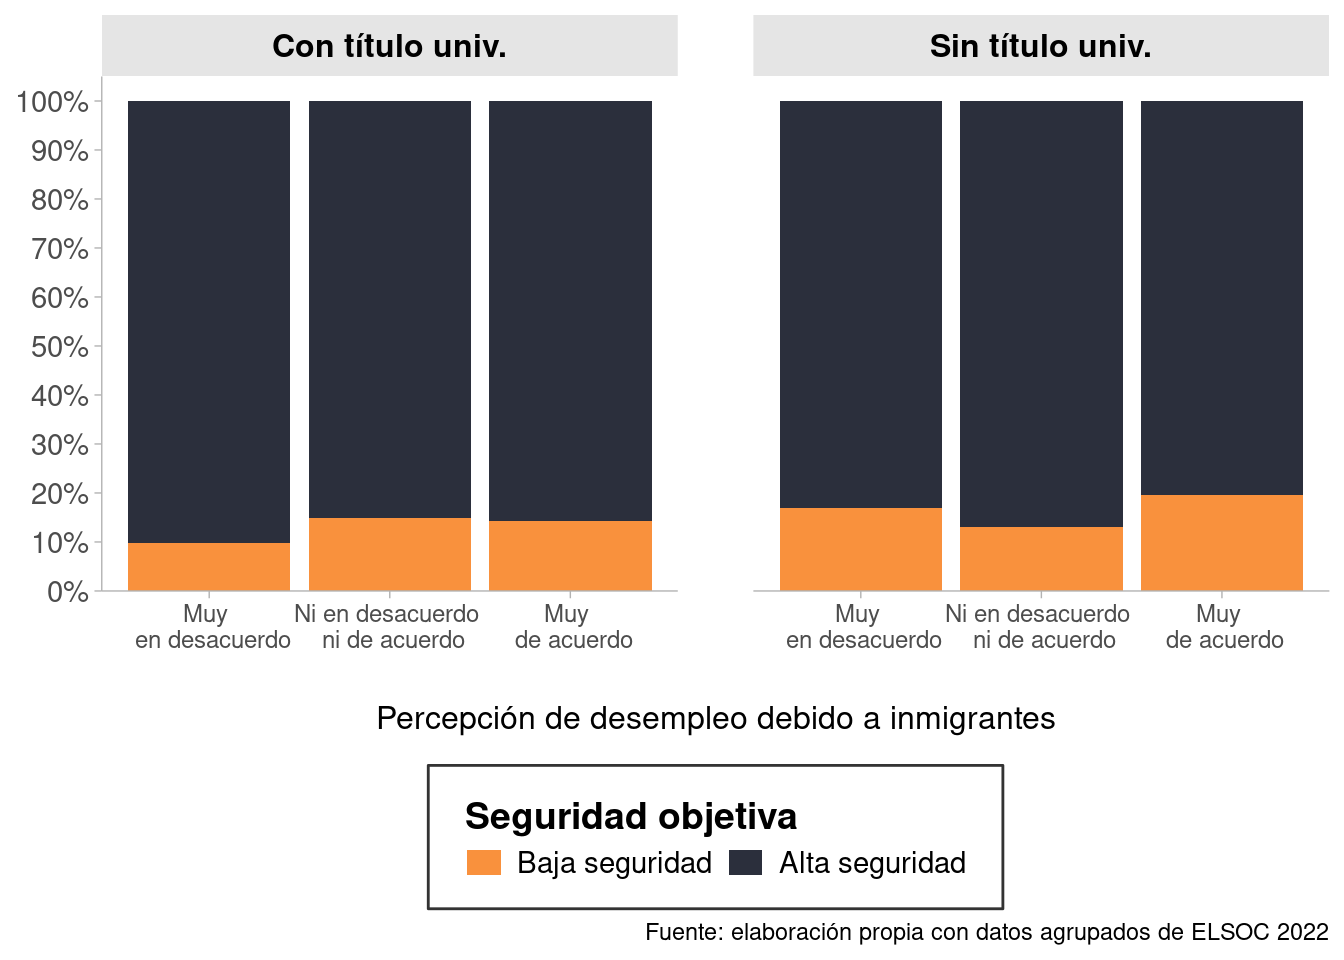 Con título univ.
Sin título univ.
100%
90%
80%
70%
60%
50%
40%
30%
20%
10%
0%
Muy
en desacuerdo
Ni en desacuerdo
ni de acuerdo
Muy
de acuerdo
Muy
en desacuerdo
Ni en desacuerdo
ni de acuerdo
Muy
de acuerdo
Percepción de desempleo debido a inmigrantes
Seguridad objetiva
Baja seguridad
Alta seguridad
Fuente: elaboración propia con datos agrupados de ELSOC 2022